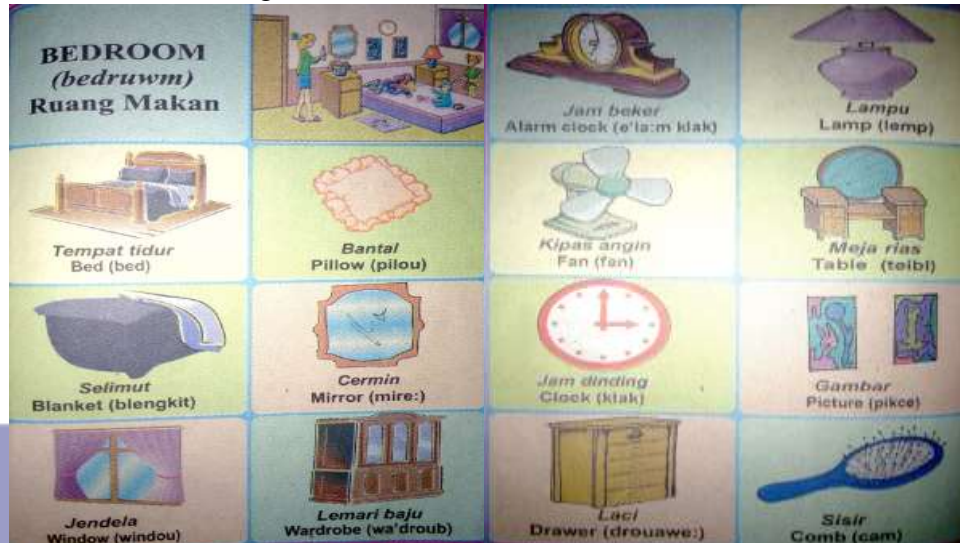 BEDROOM
(bedruwm)
Ruang Makan
Jam beker
Alarm clock (e'la:m klak)
Lampu
Lamp (lemp)
Tempat tidur
Bed (bed)
Bantal
Pillow (pilou)
Kipas angin
Fan (fen)
Meja rias
Table (teibl)
Selimut
Blanket (blengkit)
Cermin
Mirror (mire:)
Jam dinding
Clock (klak)
Gambar
Picture (pikce)
Jendela
Window (windou)
Lemari baju
Wardrobe (wa'droub)
Laci
Drawer (drouawe:)
Sisir
Comb (cam)